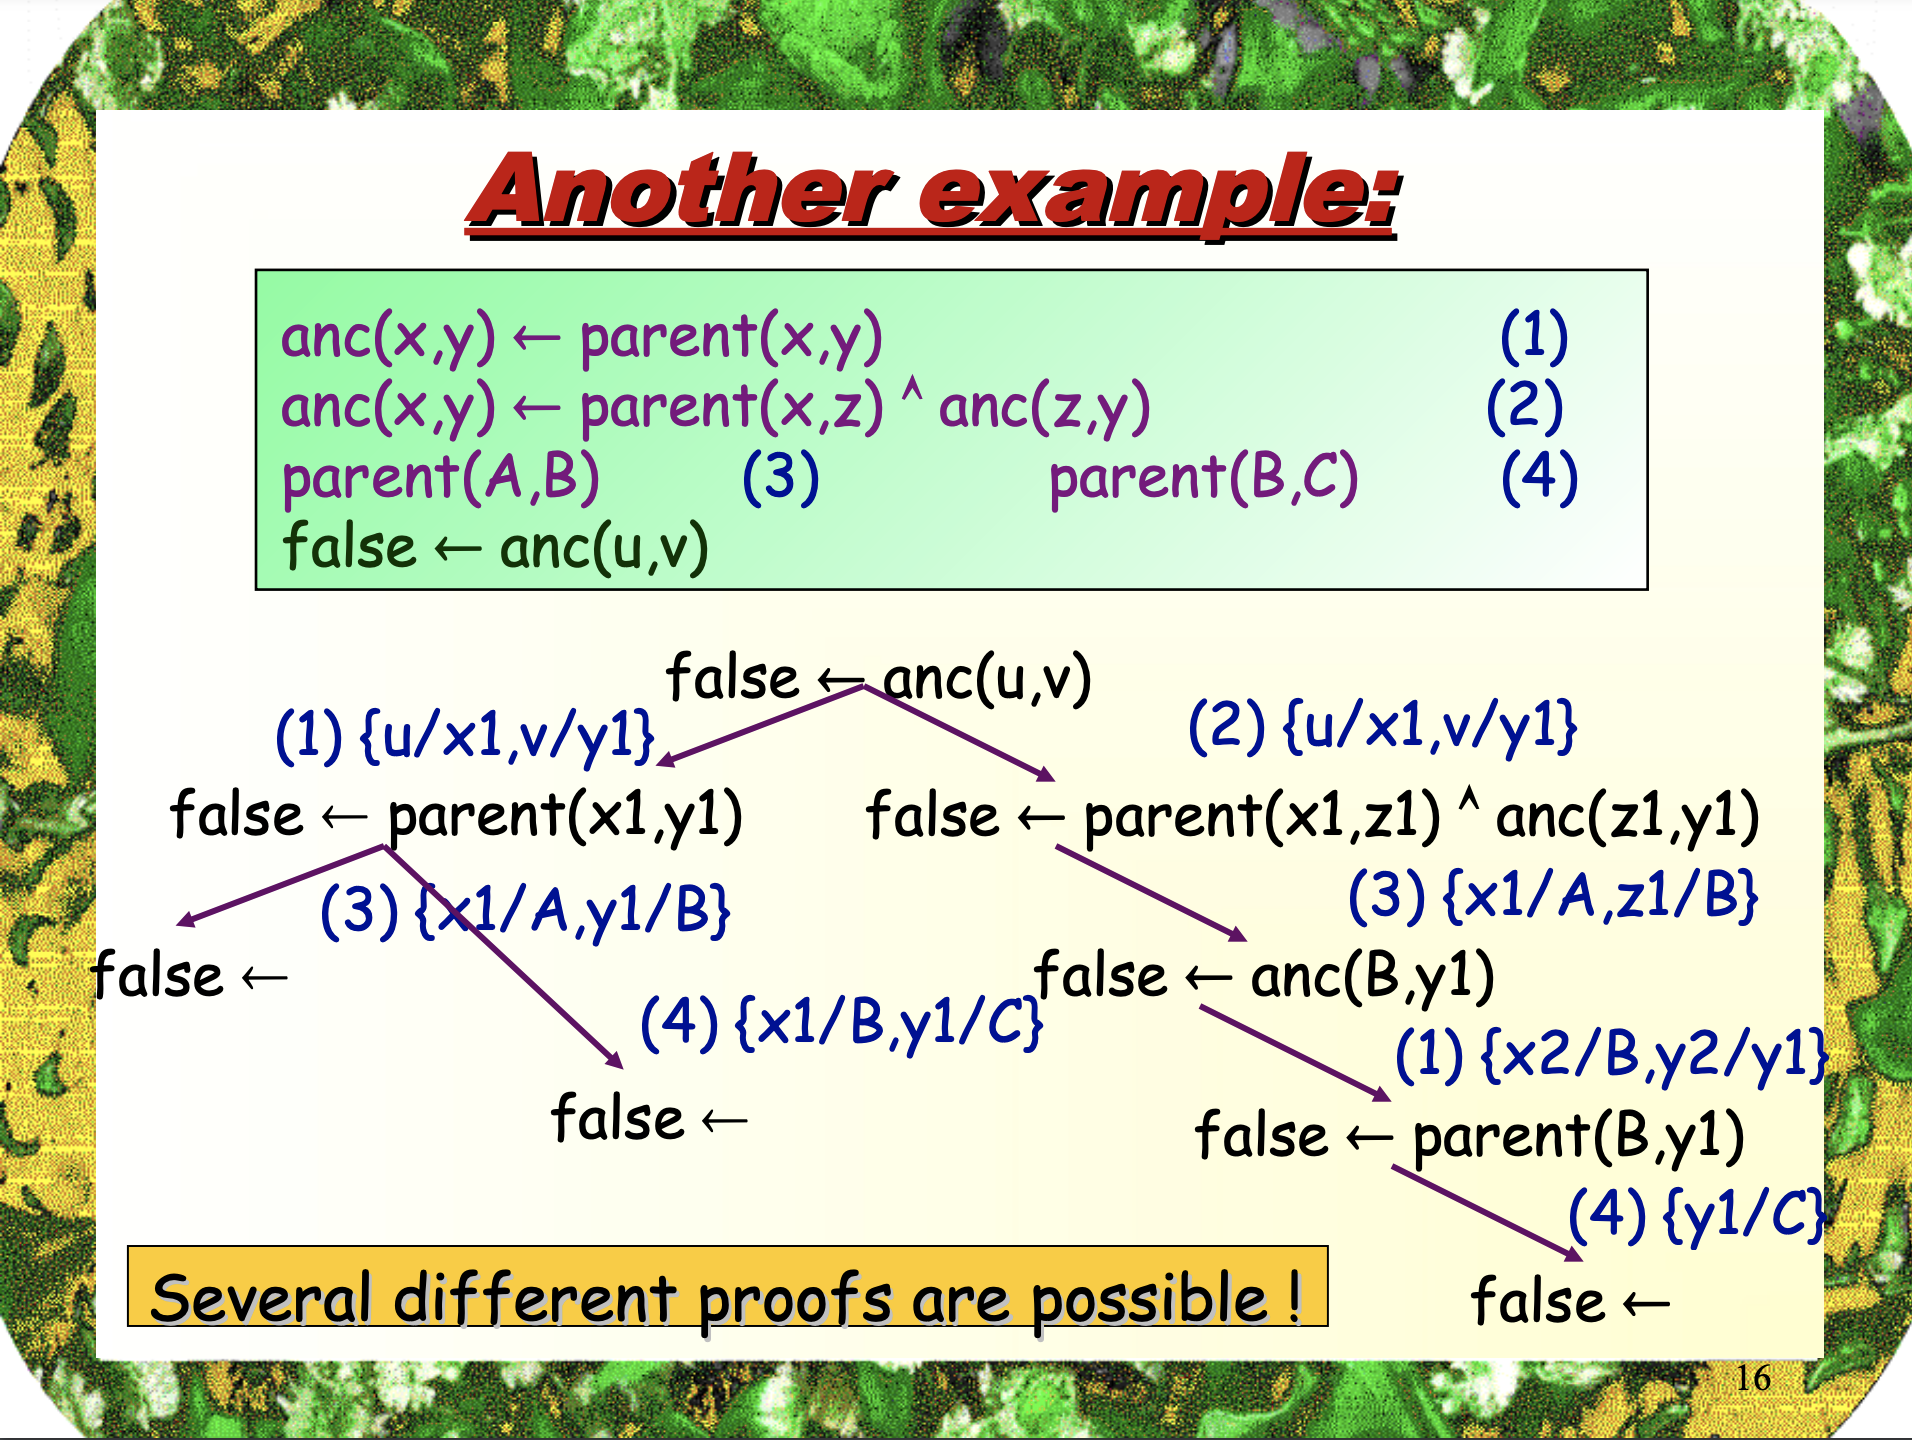 Another example:
anc(x,y) ← parent(x,y) (1)
anc(x,y) ← parent(x,z) ^ anc(z,y) (2)
parent(A,B) (3) parent(B,C) (4)
false ← anc(u,v)
false ← anc(u,v)
(1) {u/x1,v/y1} (2) {u/x1,v/y1}
false ← parent(x1,y1) false ← parent(x1,z1) ^ anc(z1,y1)
(3) {x1/A,y1/B} (3) {x1/A,z1/B}
false ← false ← anc(B,y1)
(4) {x1/B,y1/C} (1) {x2/B,y2/y1}
false ← false ← parent(B,y1)
(4) {y1/C}
Several different proofs are possible ! false ←
16